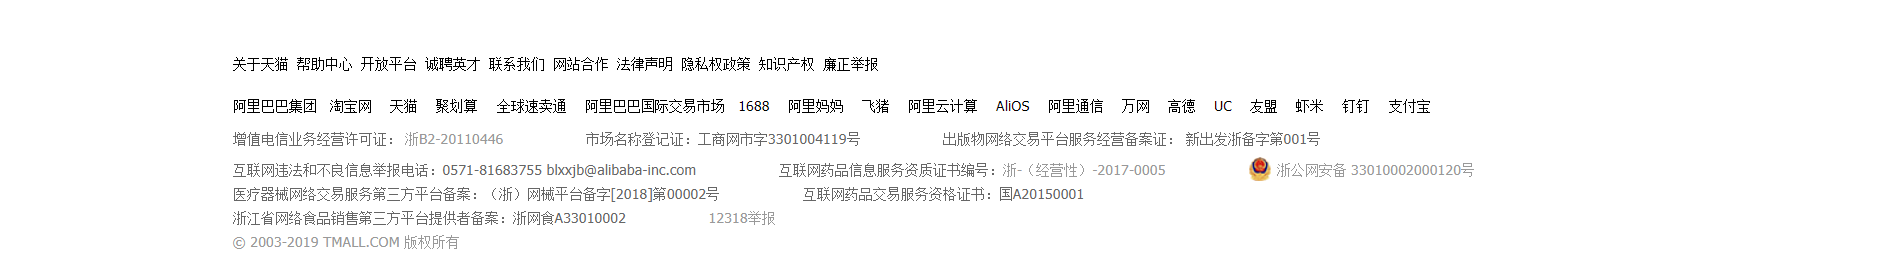 关于天猫 帮助中心 开放平台 诚聘英才 联系我们 网站合作 法律声明 隐私权政策 知识产权 廉正举报
阿里巴巴集团 淘宝网 天猫 聚划算 全球速卖通 阿里巴巴国际交易市场 1688 阿里妈妈 飞猪 阿里云计算 AliOS 阿里通信 万网 高德 UC 友盟 虾米 钉钉 支付宝
增值电信业务经营许可证： 浙B2-20110446 市场名称登记证：工商网市字3301004119号 出版物网络交易平台服务经营备案证： 新出发浙备字第001号
互联网违法和不良信息举报电话：0571-81683755 blxxjb@alibaba-inc.com 互联网药品信息服务资质证书编号：浙-（经营性）-2017-0005 浙公网安备 33010002000120号
医疗器械网络交易服务第三方平台备案：（浙）网械平台备字[2018]第00002号 互联网药品交易服务资格证书：国A20150001
浙江省网络食品销售第三方平台提供者备案：浙网食A33010002 12318举报
© 2003-2019 TMALL.COM 版权所有